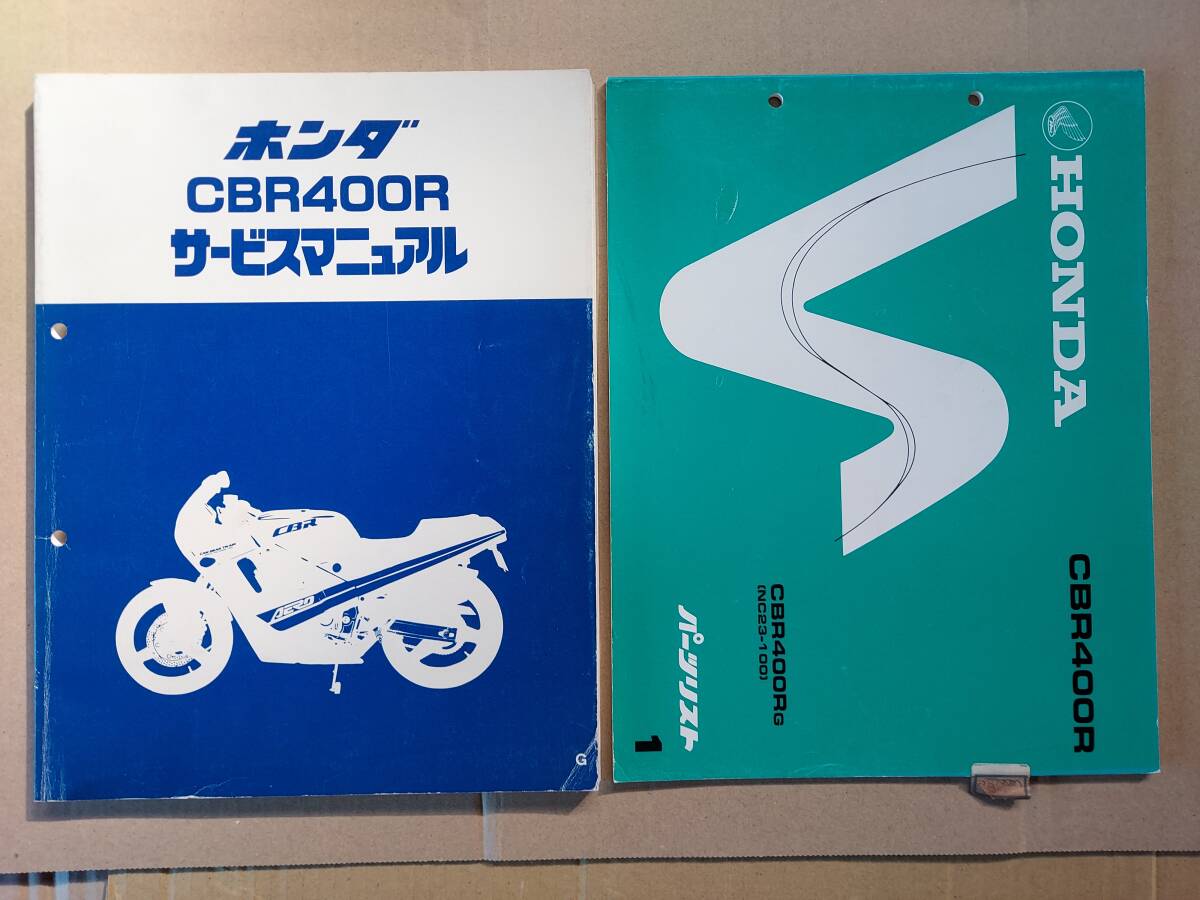 ホンダ
CBR400R
サービスマニュアル
CBR
AERO
G
HONDA
CBR400R
CBR400RG
(NC23-100)
パーツリスト
1